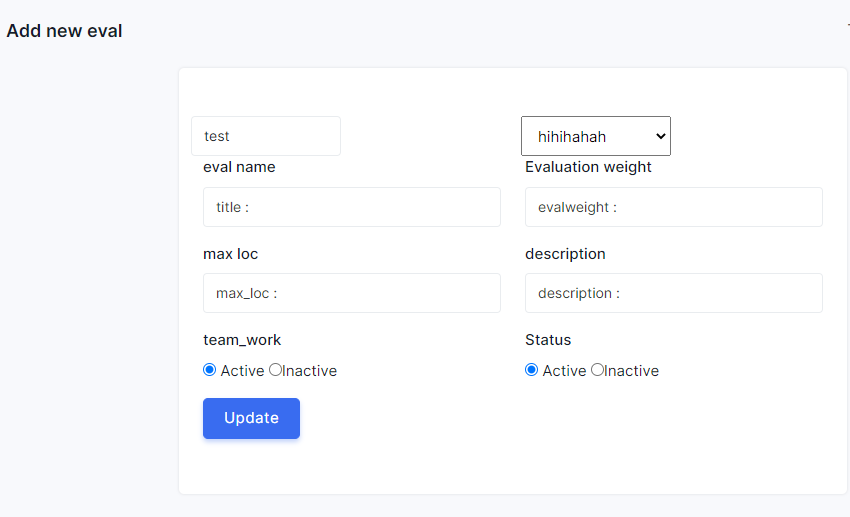 Add new eval
test
hihihahah
eval name
Evaluation weight
title :
evalweight :
max loc
description
max_loc :
description :
team_work
Status
Active Inactive
Active Inactive
Update